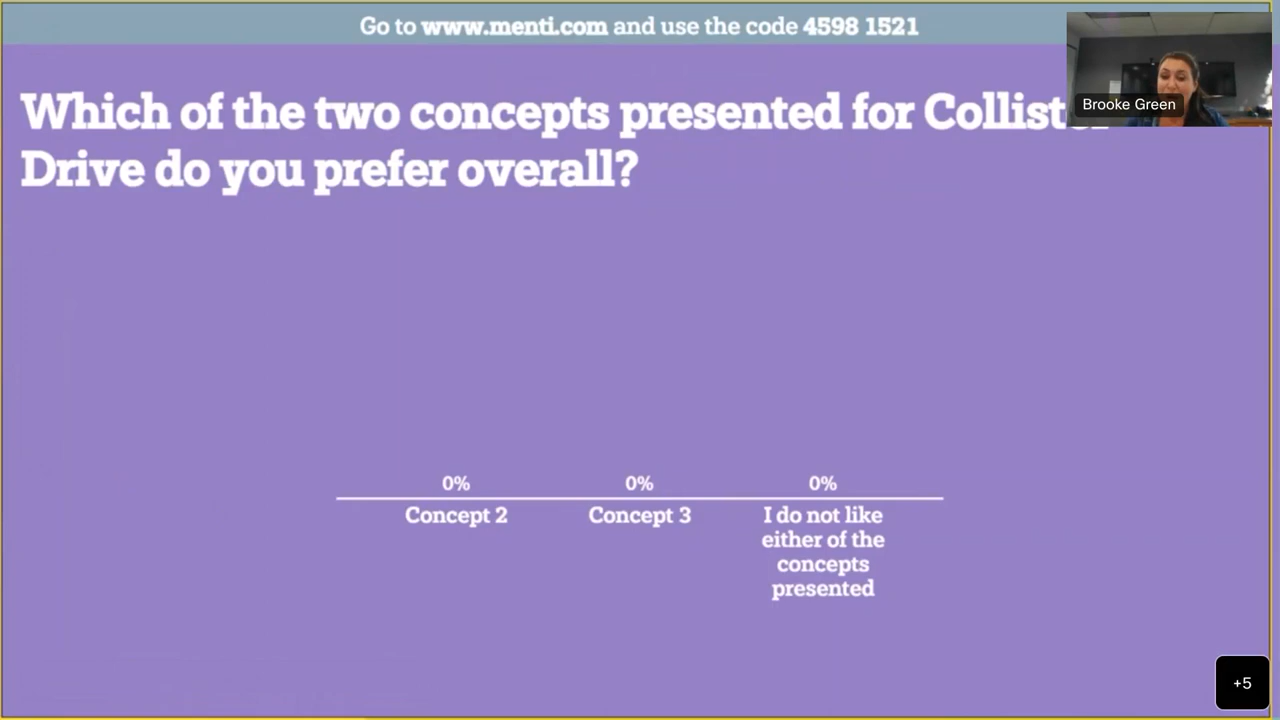 Go to www.menti.com and use the code 4598 1521
Brooke Green
Which of the two concepts presented for
Drive do you prefer overall?
0% 0% 0%
Concept 2 Concept 3 I do not like
either of the
concepts
presented
+5